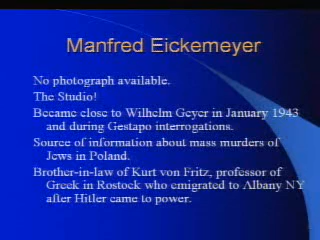 Manfred Eickemeyer
No photograph available.
The Studio!
Became close to Wilhelm Geyer in January 1943
and during Gestapo interrogations.
Source of information about mass murders of
Jews in Poland.
Brother-in-law of Kurt von Fritz, professor of
Greek in Rostock who emigrated to Albany NY
after Hitler came to power.